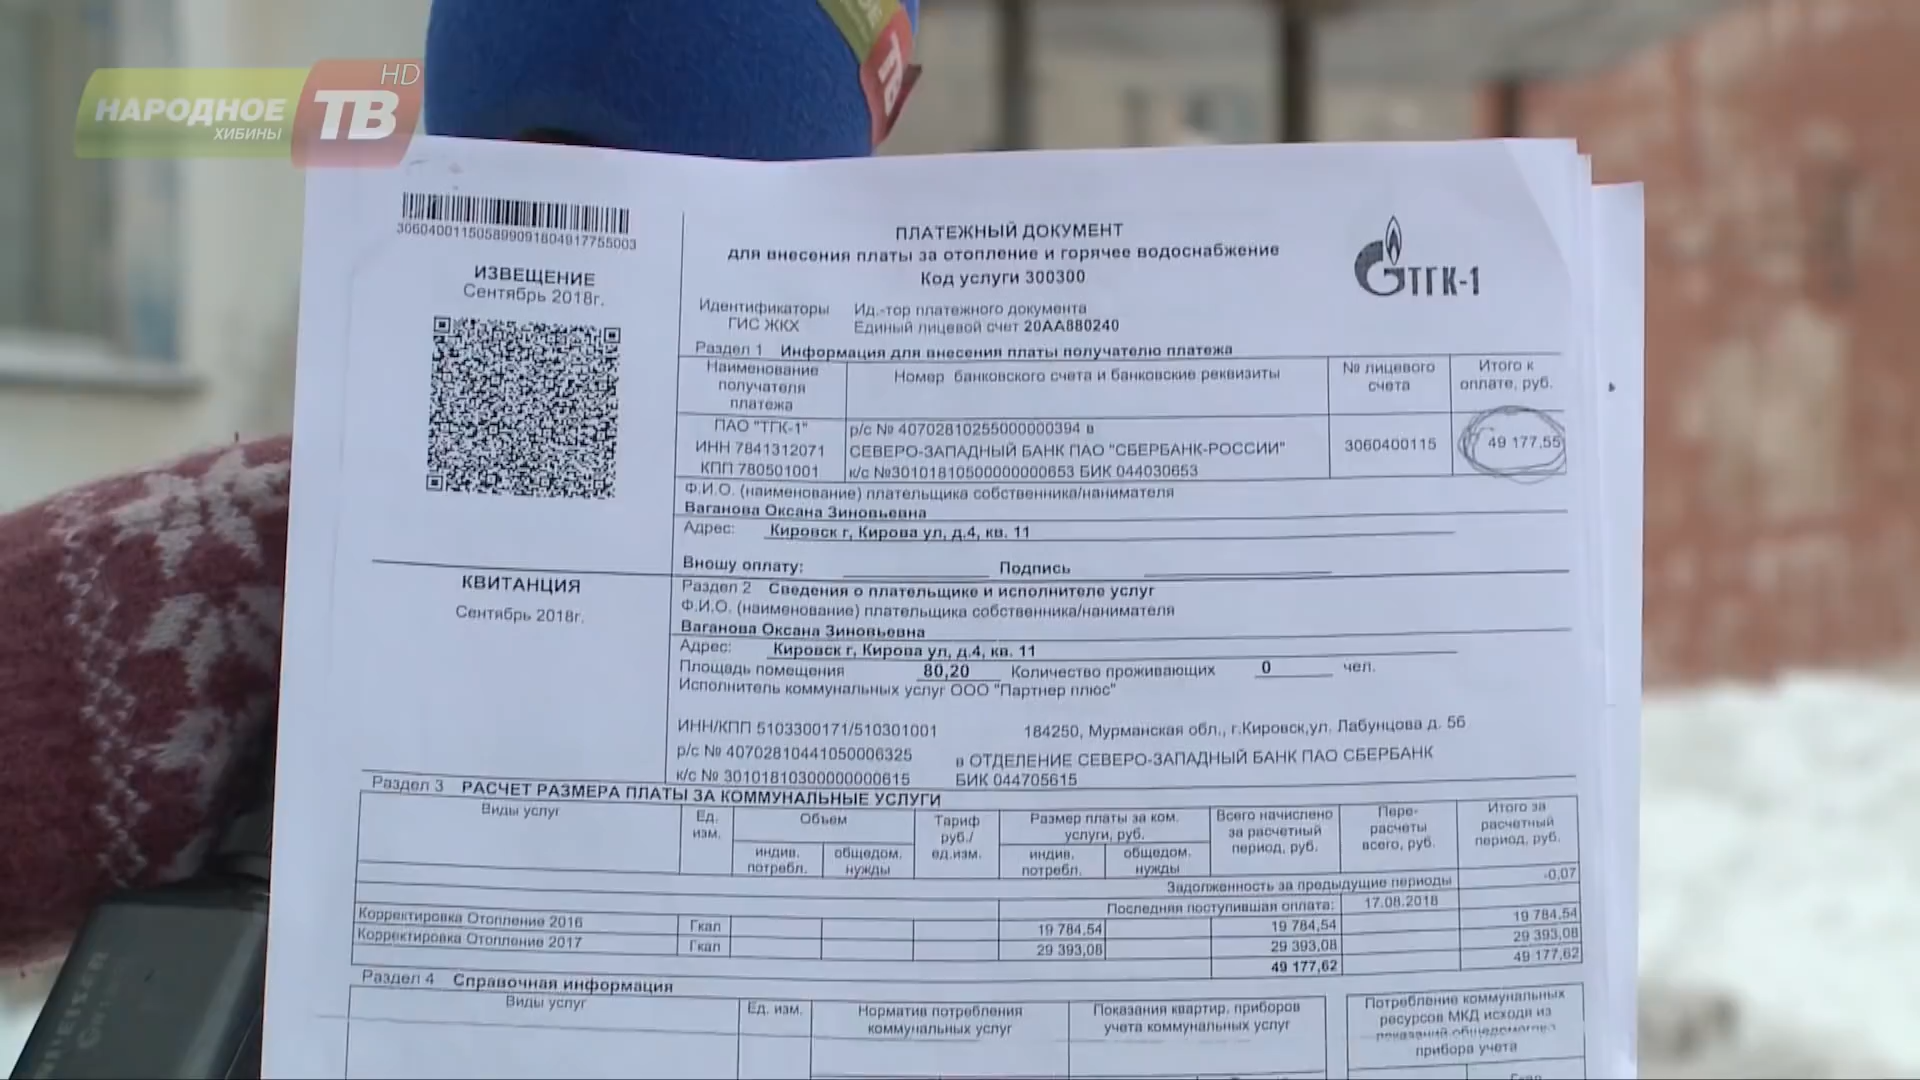 НАРОДНОЕ ТВ HD
ХИБИНЫ
ТВ
30604001150589909180491775503
ИЗВЕЩЕНИЕ
Сентябрь 2018г.
ПЛАТЕЖНЫЙ ДОКУМЕНТ
для внесения платы за отопление и горячее водоснабжение
Код услуги 300300
ТГК-1
Идентификаторы ГИС ЖКХ
Ид.-тор платежного документа
Единый лицевой счет 20АА880240
Раздел 1 Информация для внесения платы получателю платежа
Наименование получателя платежа
Номер банковского счета и банковские реквизиты
№ лицевого счета
Итого к оплате, руб.
ПАО "ТГК-1"
ИНН 7841312071
КПП 780501001
р/с № 40702810255000000394 в
СЕВЕРО-ЗАПАДНЫЙ БАНК ПАО "СБЕРБАНК-РОССИИ"
к/с №30101810500000000653 БИК 044030653
3060400115
49 177,55
Ф.И.О. (наименование) плательщика собственника/нанимателя
Ваганова Оксана Зиновьевна
Адрес: Кировск г, Кирова ул, д.4, кв. 11
Вношу оплату: Подпись
КВИТАНЦИЯ
Сентябрь 2018г.
Раздел 2 Сведения о плательщике и исполнителе услуг
Ф.И.О. (наименование) плательщика собственника/нанимателя
Ваганова Оксана Зиновьевна
Адрес: Кировск г, Кирова ул, д.4, кв. 11
Площадь помещения 80,20 Количество проживающих 0 чел.
Исполнитель коммунальных услуг ООО "Партнер плюс"
ИНН/КПП 5103300171/510301001 184250, Мурманская обл., г.Кировск,ул. Лабунцова д. 5б
р/с № 40702810441050006325 в ОТДЕЛЕНИЕ СЕВЕРО-ЗАПАДНЫЙ БАНК ПАО СБЕРБАНК
к/с № 30101810300000000615 БИК 044705615
Раздел 3 РАСЧЕТ РАЗМЕРА ПЛАТЫ ЗА КОММУНАЛЬНЫЕ УСЛУГИ
Виды услуг
Ед. изм.
Объем
индив. потребл.
общедом. нужды
Тариф руб./ ед.изм.
Размер платы за ком. услуги, руб.
индив. потребл.
общедом. нужды
Всего начислено за расчетный период, руб.
Пере-расчеты всего, руб.
Итого за расчетный период, руб.
Задолженность за предыдущие периоды -0,07
Последняя поступившая оплата: 17.08.2018
Корректировка Отопление 2016 Гкал 19 784,54 19 784,54 19 784,54
Корректировка Отопление 2017 Гкал 29 393,08 29 393,08 29 393,08
49 177,62 49 177,62
Раздел 4 Справочная информация
Виды услуг
Ед. изм.
Норматив потребления коммунальных услуг
Показания квартир. приборов учета коммунальных услуг
Потребление коммунальных ресурсов МКД исходя из показаний общедомового прибора учета